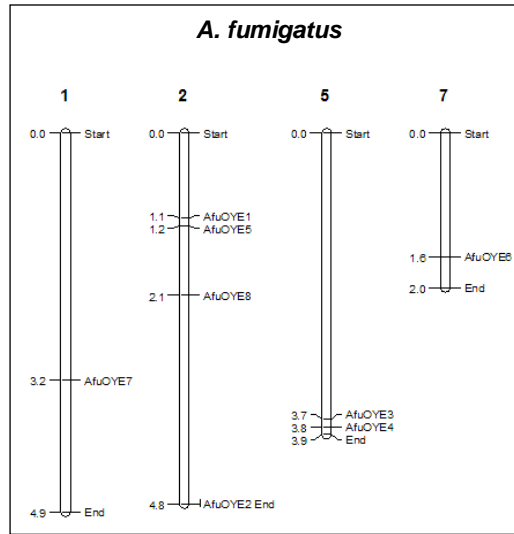 A. fumigatus
1
0.0 Start
3.2 AfuOYE7
4.9 End
2
0.0 Start
1.1 AfuOYE1
1.2 AfuOYE5
2.1 AfuOYE8
4.8 AfuOYE2 End
5
0.0 Start
3.7 AfuOYE3
3.8 AfuOYE4
3.9 End
7
0.0 Start
1.6 AfuOYE6
2.0 End